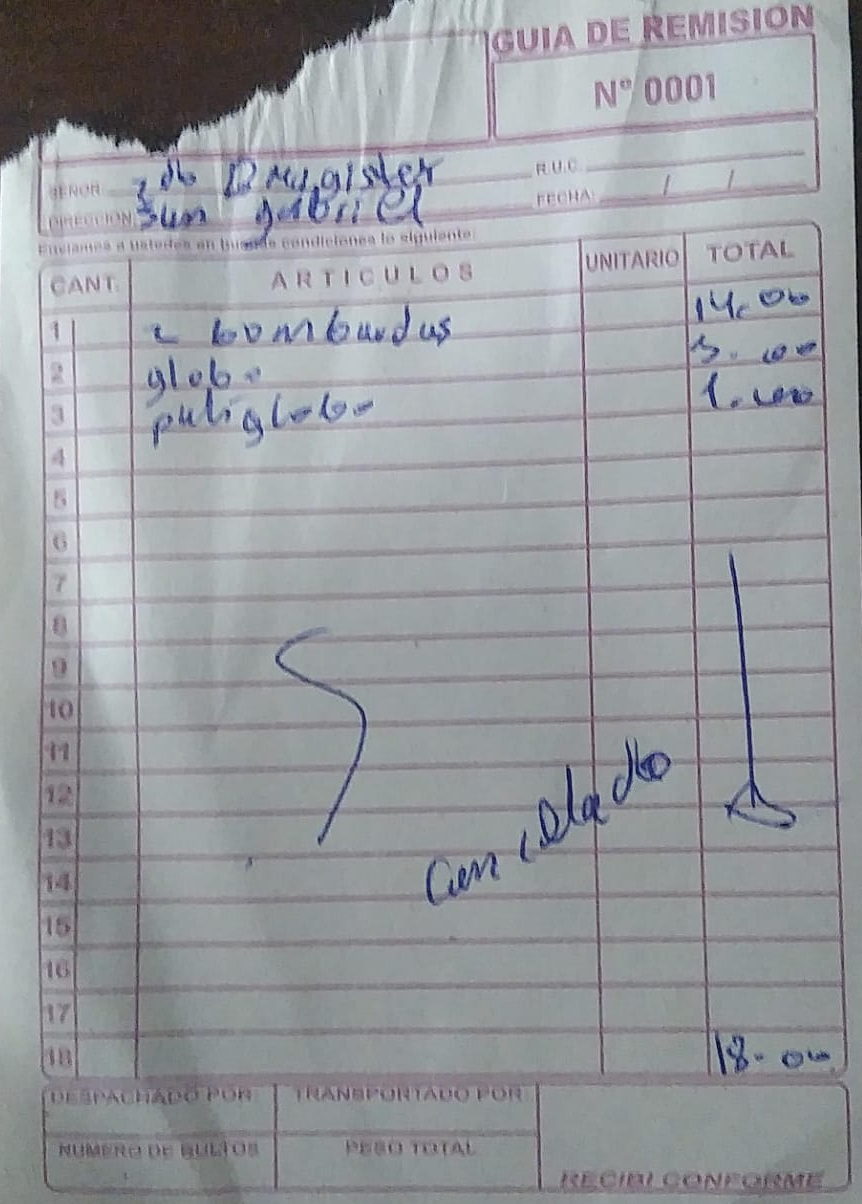 GUIA DE REMISION
Nº 0001
SEÑOR
R.U.C.
DIRECCION San gabriel
FECHA: / /
Enviamos a ustedes en buenas condiciones lo siguiente:
CANT. ARTICULOS UNITARIO TOTAL
1 2 bombardas 14.00
2 globo 3.00
3 putiglobo 1.00
4
5
6
7
8
9
10
11
12
13
cancelado
14
15
16
17
18 18.00
DESPACHADO POR: TRANSPORTADO POR:
NUMERO DE BULTOS PESO TOTAL
RECIBI CONFORME